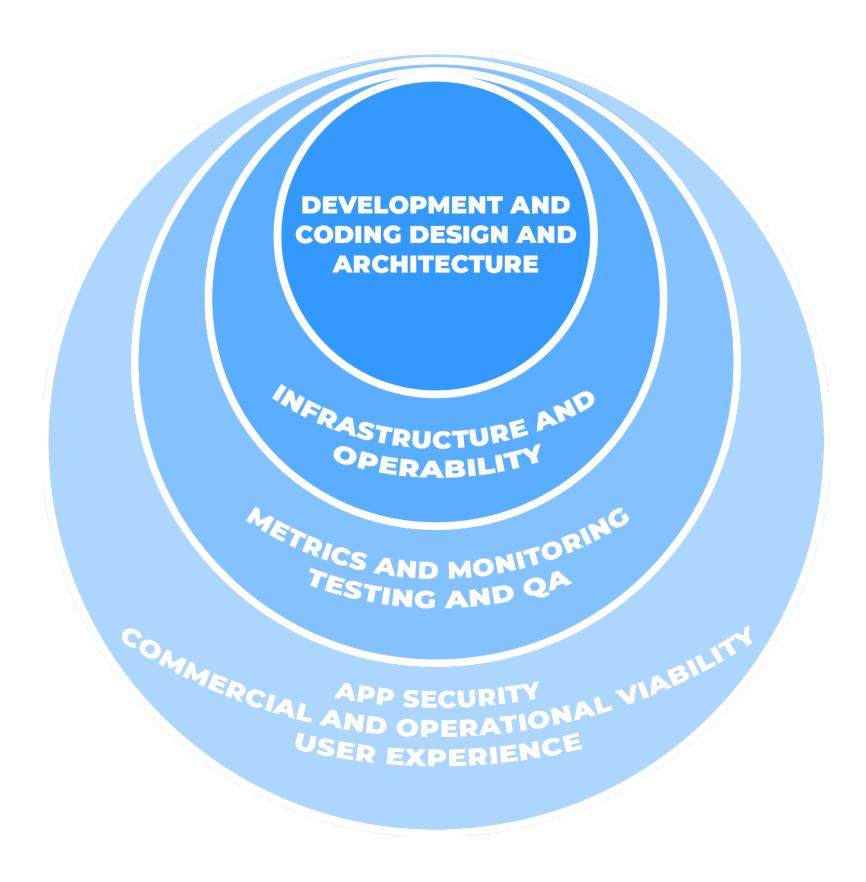 DEVELOPMENT AND
CODING DESIGN AND
ARCHITECTURE
INFRASTRUCTURE AND
OPERABILITY
METRICS AND MONITORING
TESTING AND QA
APP SECURITY
COMMERCIAL AND OPERATIONAL VIABILITY
USER EXPERIENCE